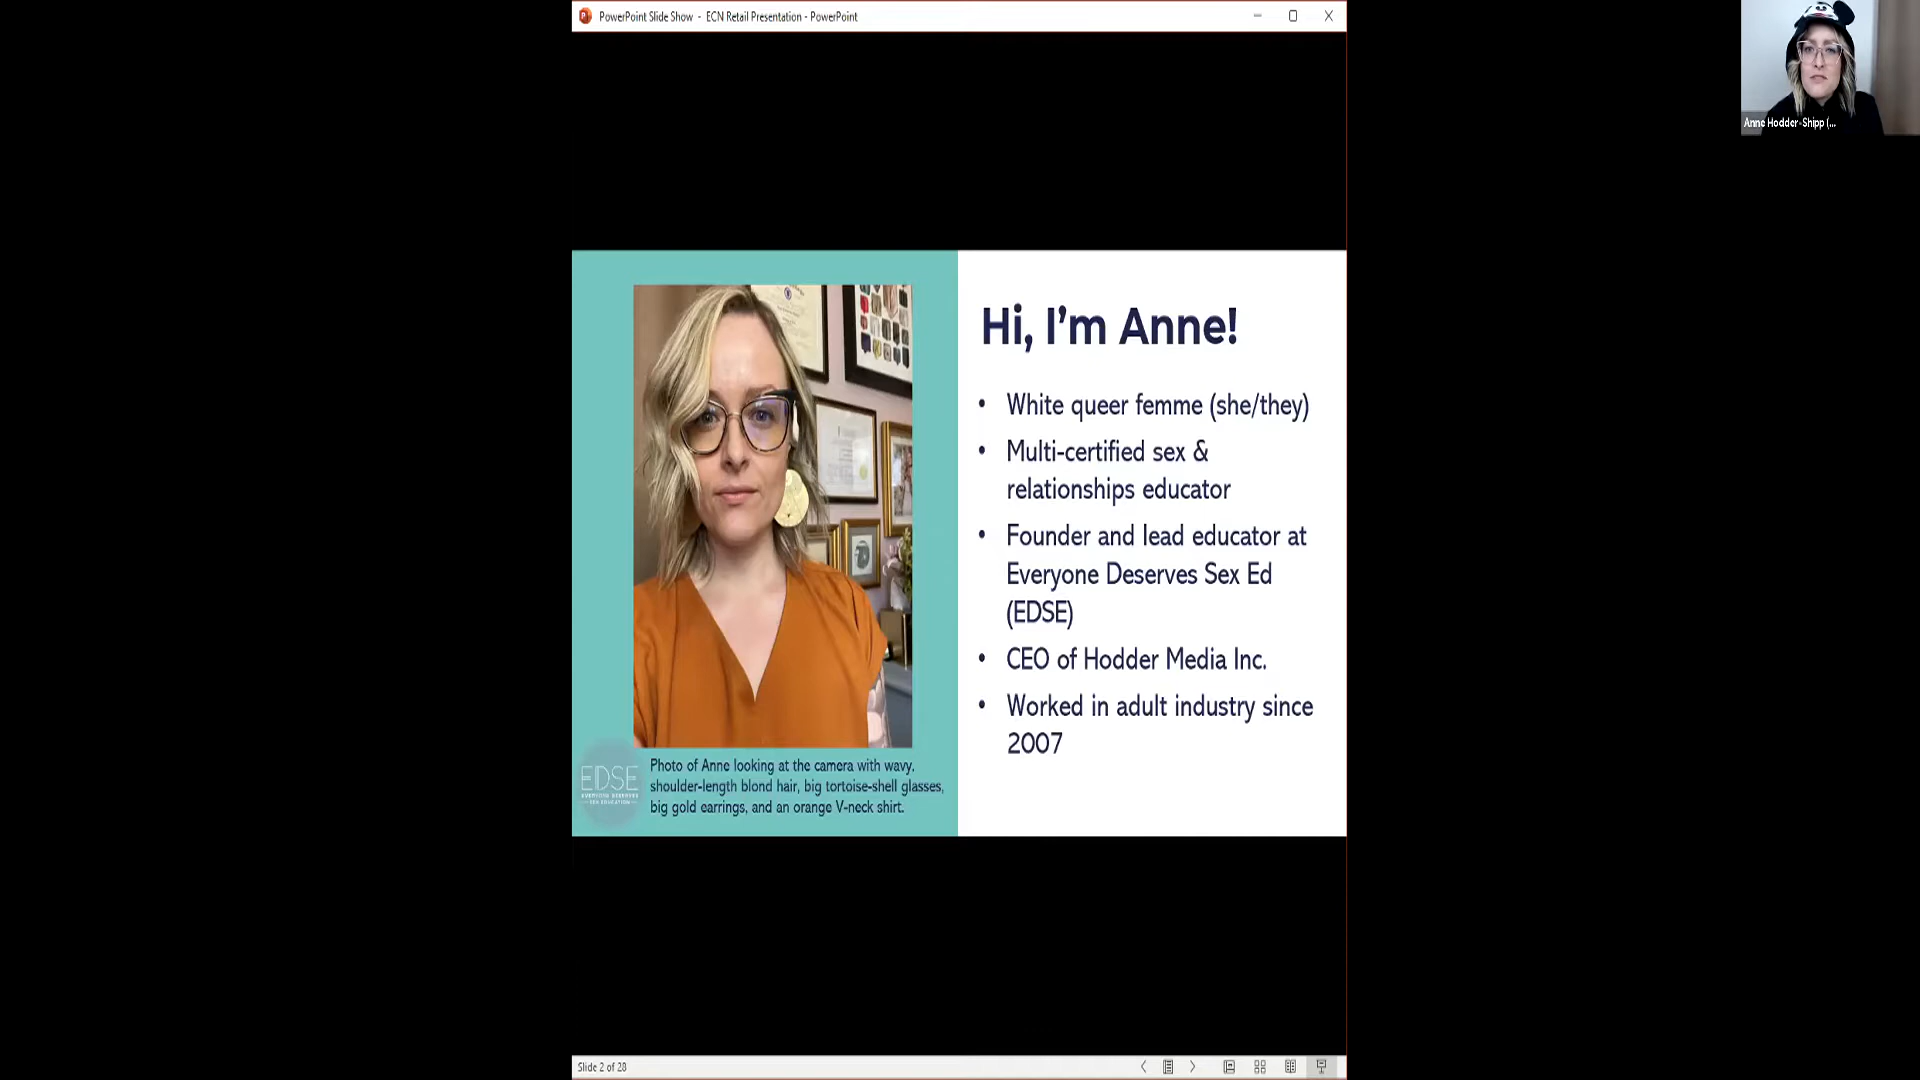 PowerPoint Slide Show - ECN Retail Presentation - PowerPoint
Anne Hodder-Shipp (...
Hi, I'm Anne!
• White queer femme (she/they)
• Multi-certified sex &
relationships educator
• Founder and lead educator at
Everyone Deserves Sex Ed
(EDSE)
• CEO of Hodder Media Inc.
• Worked in adult industry since
2007
EDSE
EVERYONE DESERVES
SEX EDUCATION
Photo of Anne looking at the camera with wavy,
shoulder-length blond hair, big tortoise-shell glasses,
big gold earrings, and an orange V-neck shirt.
Slide 2 of 28